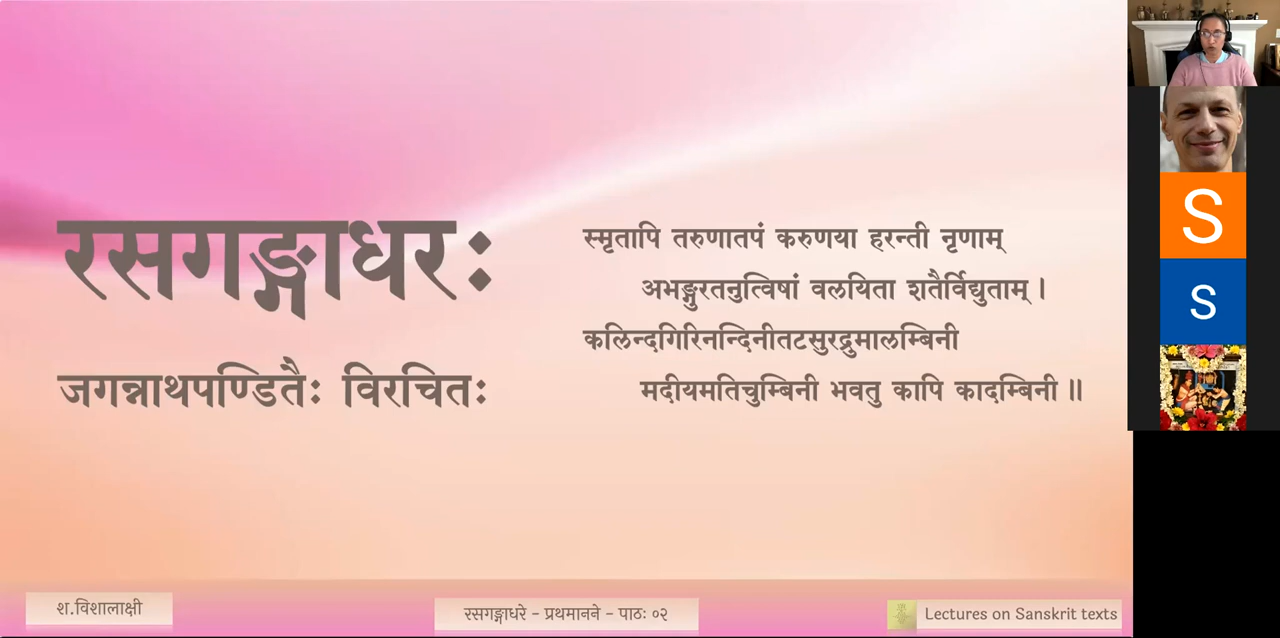 रसगङ्गाधरः
जगन्नाथपण्डितैः विरचितः
स्मृतापि तरुणातपं करुणया हरन्ती नृणाम्
अभङ्गुरतनुत्विषां वलयिता शतैर्विद्युताम् ।
कलिन्दगिरिनन्दिनीतटसुरद्रुमालम्बिनी
मदीयमतिचुम्बिनी भवतु कापि कादम्बिनी ॥
S
S
श.विशालाक्षी
रसगङ्गाधरे - प्रथमानने - पाठः ०२
Lectures on Sanskrit texts